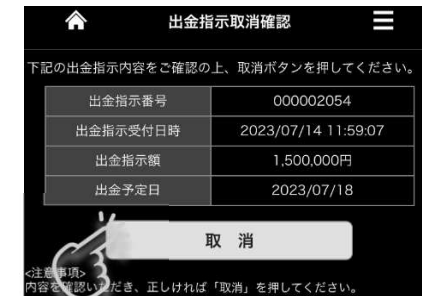 出金指示取消確認
下記の出金指示内容をご確認の上、取消ボタンを押してください。
出金指示番号 000002054
出金指示受付日時 2023/07/14 11:59:07
出金指示額 1,500,000円
出金予定日 2023/07/18
取 消
<注意事項>
内容を確認いただき、正しければ「取消」を押してください。